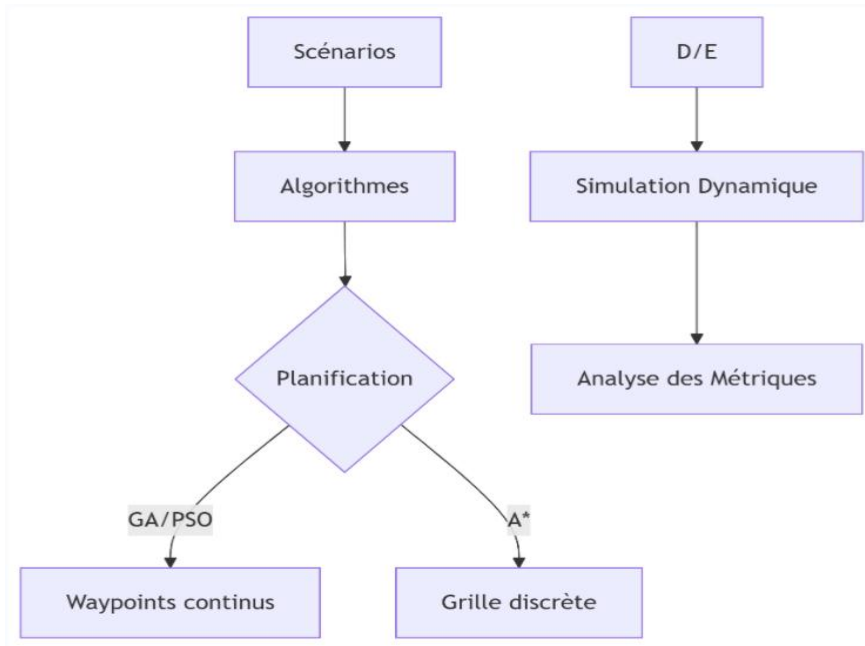 Scénarios
D/E
Algorithmes
Simulation Dynamique
Planification
Analyse des Métriques
GA/PSO
A*
Waypoints continus
Grille discrète